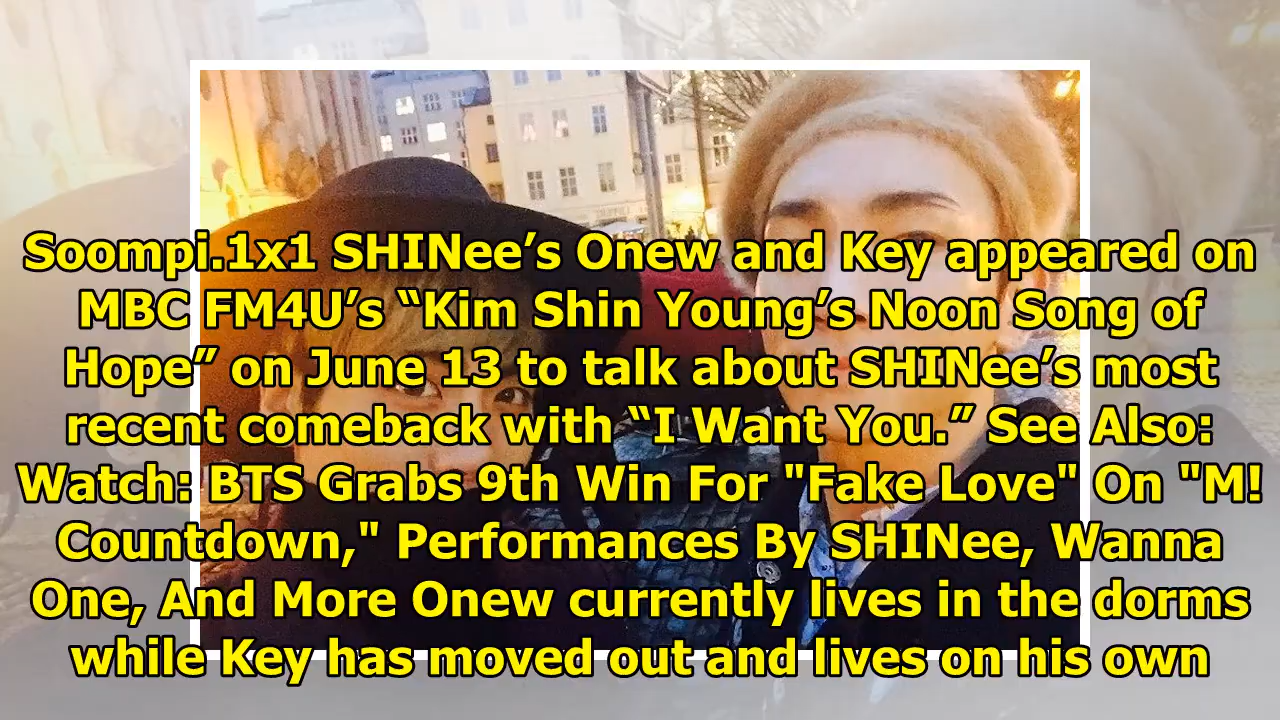 Soompi.1x1 SHINee’s Onew and Key appeared on
MBC FM4U’s “Kim Shin Young’s Noon Song of
Hope” on June 13 to talk about SHINee’s most
recent comeback with “I Want You.” See Also:
Watch: BTS Grabs 9th Win For "Fake Love" On "M!
Countdown," Performances By SHINee, Wanna
One, And More Onew currently lives in the dorms
while Key has moved out and lives on his own